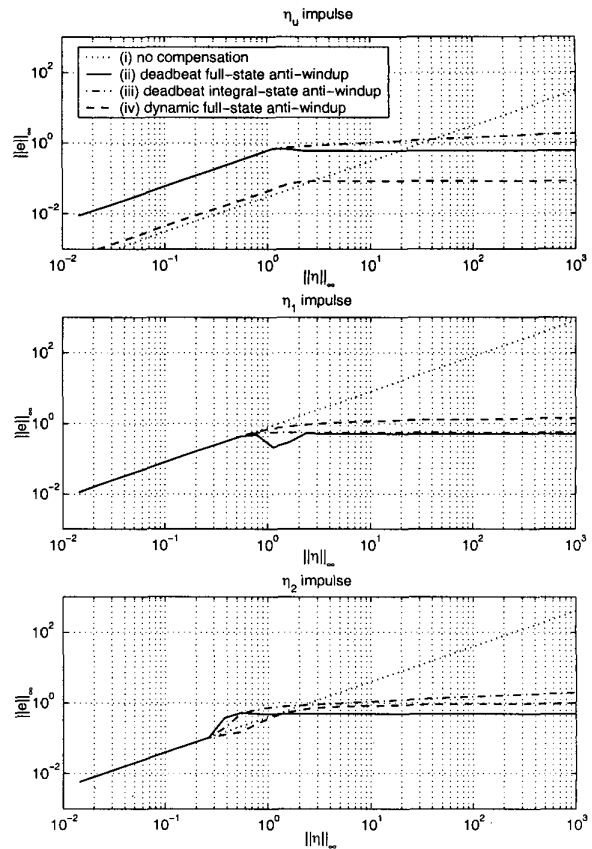 η_u impulse
(i) no compensation
(ii) deadbeat full-state anti-windup
(iii) deadbeat integral-state anti-windup
(iv) dynamic full-state anti-windup
||e||_∞
10^2
10^0
10^-2
10^-2 10^-1 10^0 10^1 10^2 10^3
||η||_∞
η_1 impulse
||e||_∞
10^2
10^0
10^-2
10^-2 10^-1 10^0 10^1 10^2 10^3
||η||_∞
η_2 impulse
||e||_∞
10^2
10^0
10^-2
10^-2 10^-1 10^0 10^1 10^2 10^3
||η||_∞